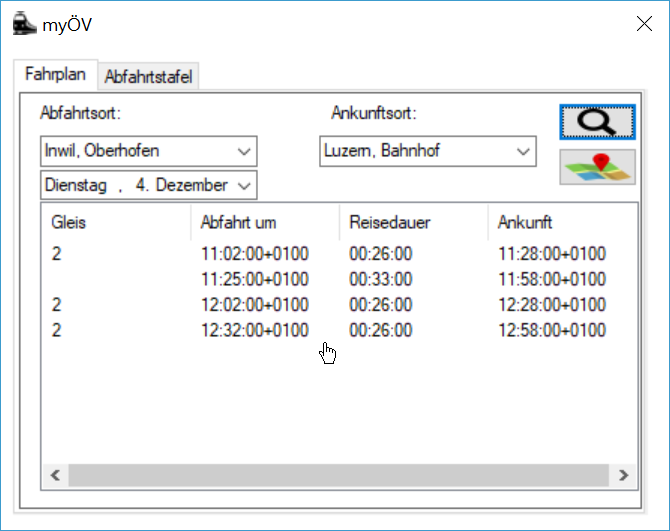 myÖV
Fahrplan Abfahrtstafel
Abfahrtsort: Ankunftsort:
Inwil, Oberhofen Luzern, Bahnhof
Dienstag , 4. Dezember
Gleis Abfahrt um Reisedauer Ankunft
2 11:02:00+0100 00:26:00 11:28:00+0100
11:25:00+0100 00:33:00 11:58:00+0100
2 12:02:00+0100 00:26:00 12:28:00+0100
2 12:32:00+0100 00:26:00 12:58:00+0100